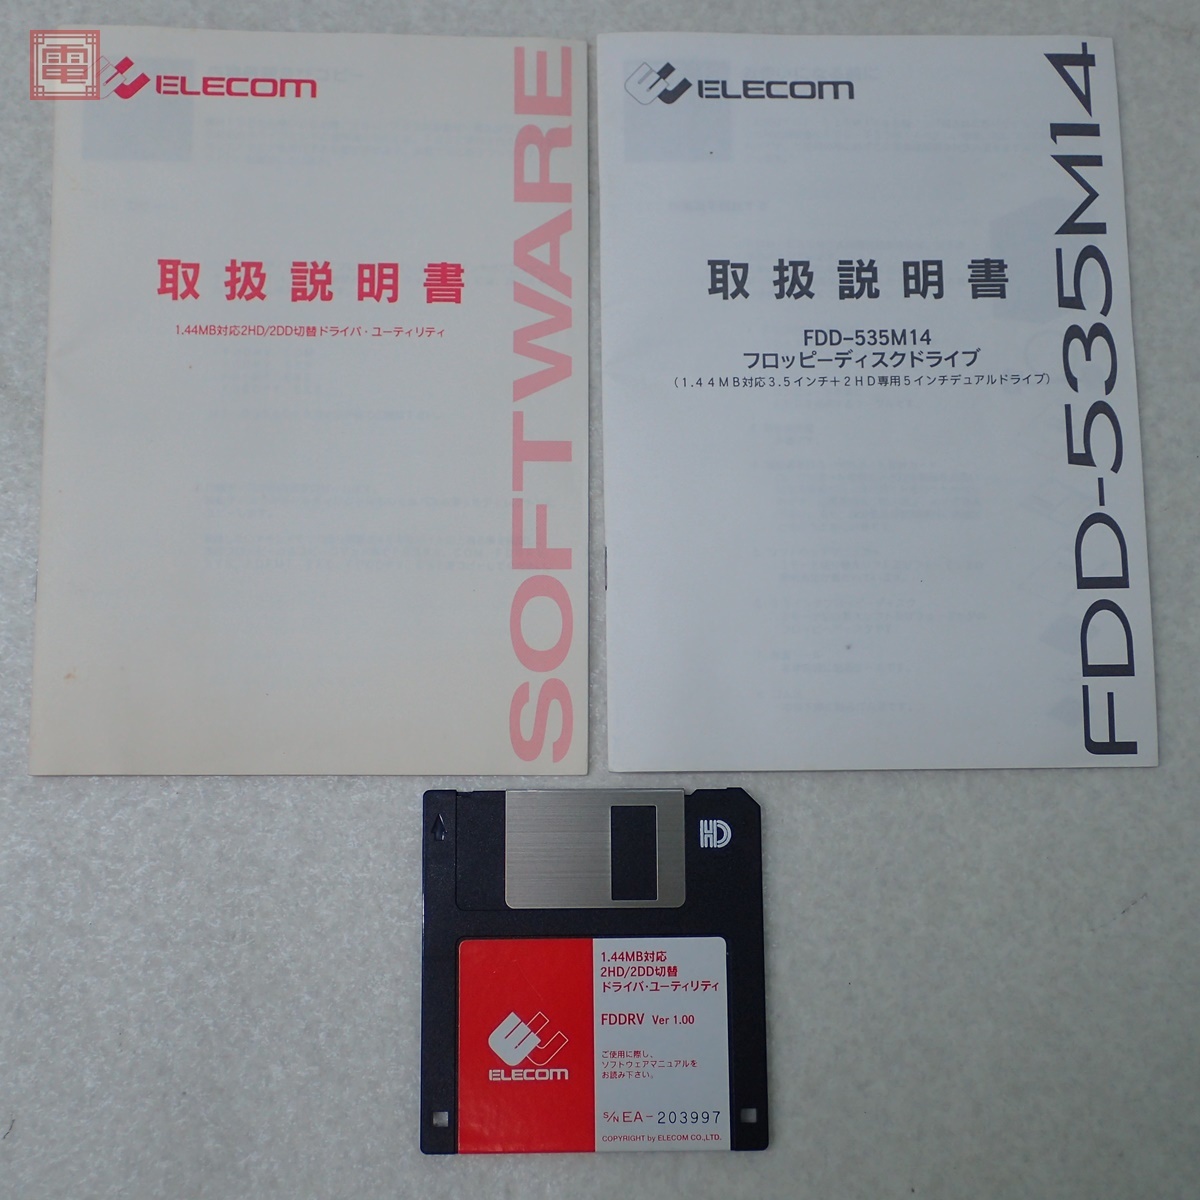 電
ELECOM
取扱説明書
1.44MB対応2HD/2DD切替ドライバ・ユーティリティ
SOFTWARE
ELECOM
取扱説明書
FDD-535M14
フロッピーディスクドライブ
(1.44MB対応3.5インチ+2HD専用5インチデュアルドライブ)
FDD-535M14
HD
1.44MB対応
2HD/2DD切替
ドライバ・ユーティリティ
FDDRV Ver 1.00
ご使用に際し、
ソフトウェアマニュアルを
お読み下さい。
ELECOM
S/N EA-203997
COPYRIGHT by ELECOM CO.,LTD.